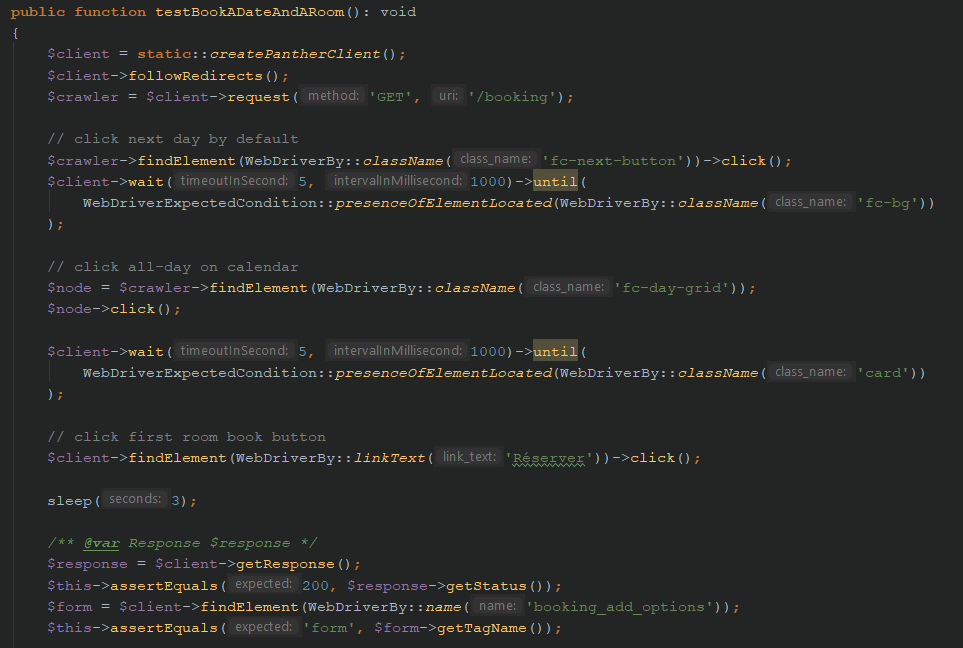 public function testBookADateAndARoom(): void
{
$client = static::createPantherClient();
$client->followRedirects();
$crawler = $client->request( method: 'GET', uri: '/booking');
// click next day by default
$crawler->findElement(WebDriverBy::className( class_name: 'fc-next-button'))->click();
$client->wait( timeoutInSecond: 5, intervalInMillisecond: 1000)->until(
WebDriverExpectedCondition::presenceOfElementLocated(WebDriverBy::className( class_name: 'fc-bg'))
);
// click all-day on calendar
$node = $crawler->findElement(WebDriverBy::className( class_name: 'fc-day-grid'));
$node->click();
$client->wait( timeoutInSecond: 5, intervalInMillisecond: 1000)->until(
WebDriverExpectedCondition::presenceOfElementLocated(WebDriverBy::className( class_name: 'card'))
);
// click first room book button
$client->findElement(WebDriverBy::linkText( link_text: 'Réserver'))->click();
sleep( seconds: 3);
/** @var Response $response */
$response = $client->getResponse();
$this->assertEquals( expected: 200, $response->getStatus());
$form = $client->findElement(WebDriverBy::name( name: 'booking_add_options'));
$this->assertEquals( expected: 'form', $form->getTagName());